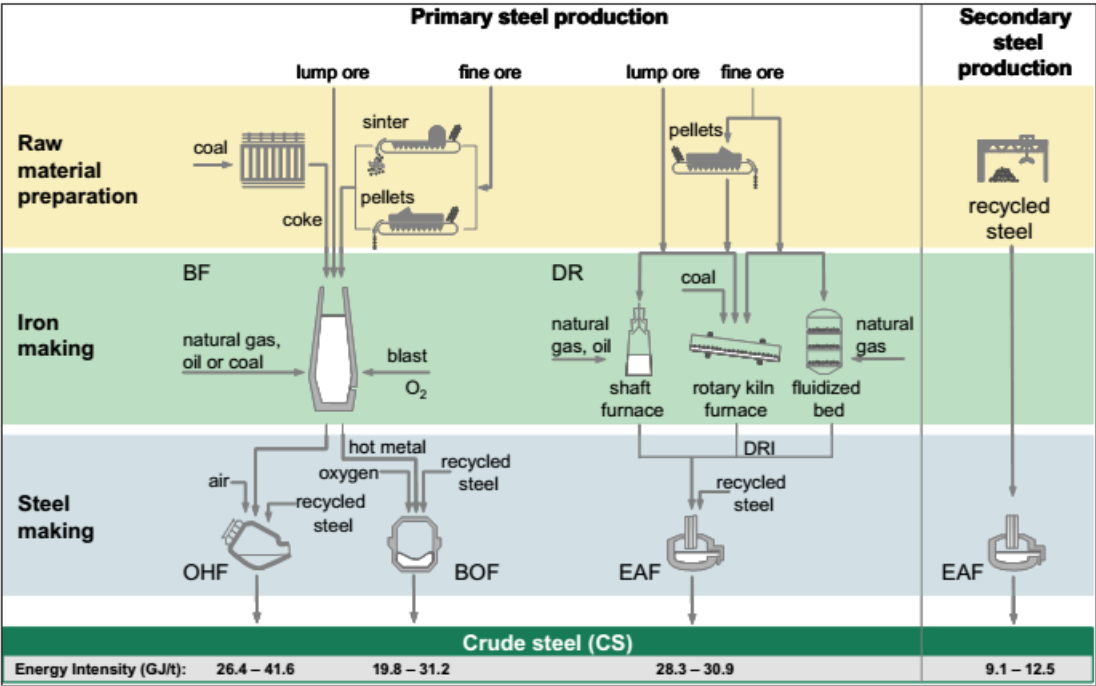 Primary steel production
Secondary
steel
production
lump ore
fine ore
lump ore
fine ore
Raw
material
preparation
coal
sinter
pellets
coke
pellets
recycled
steel
Iron
making
BF
natural gas,
oil or coal
blast
O2
DR
coal
natural
gas, oil
natural
gas
shaft
furnace
rotary kiln
furnace
fluidized
bed
Steel
making
hot metal
oxygen
recycled
steel
air
recycled
steel
DRI
recycled
steel
OHF
BOF
EAF
EAF
Crude steel (CS)
Energy Intensity (GJ/t): 26.4 – 41.6 19.8 – 31.2 28.3 – 30.9 9.1 – 12.5